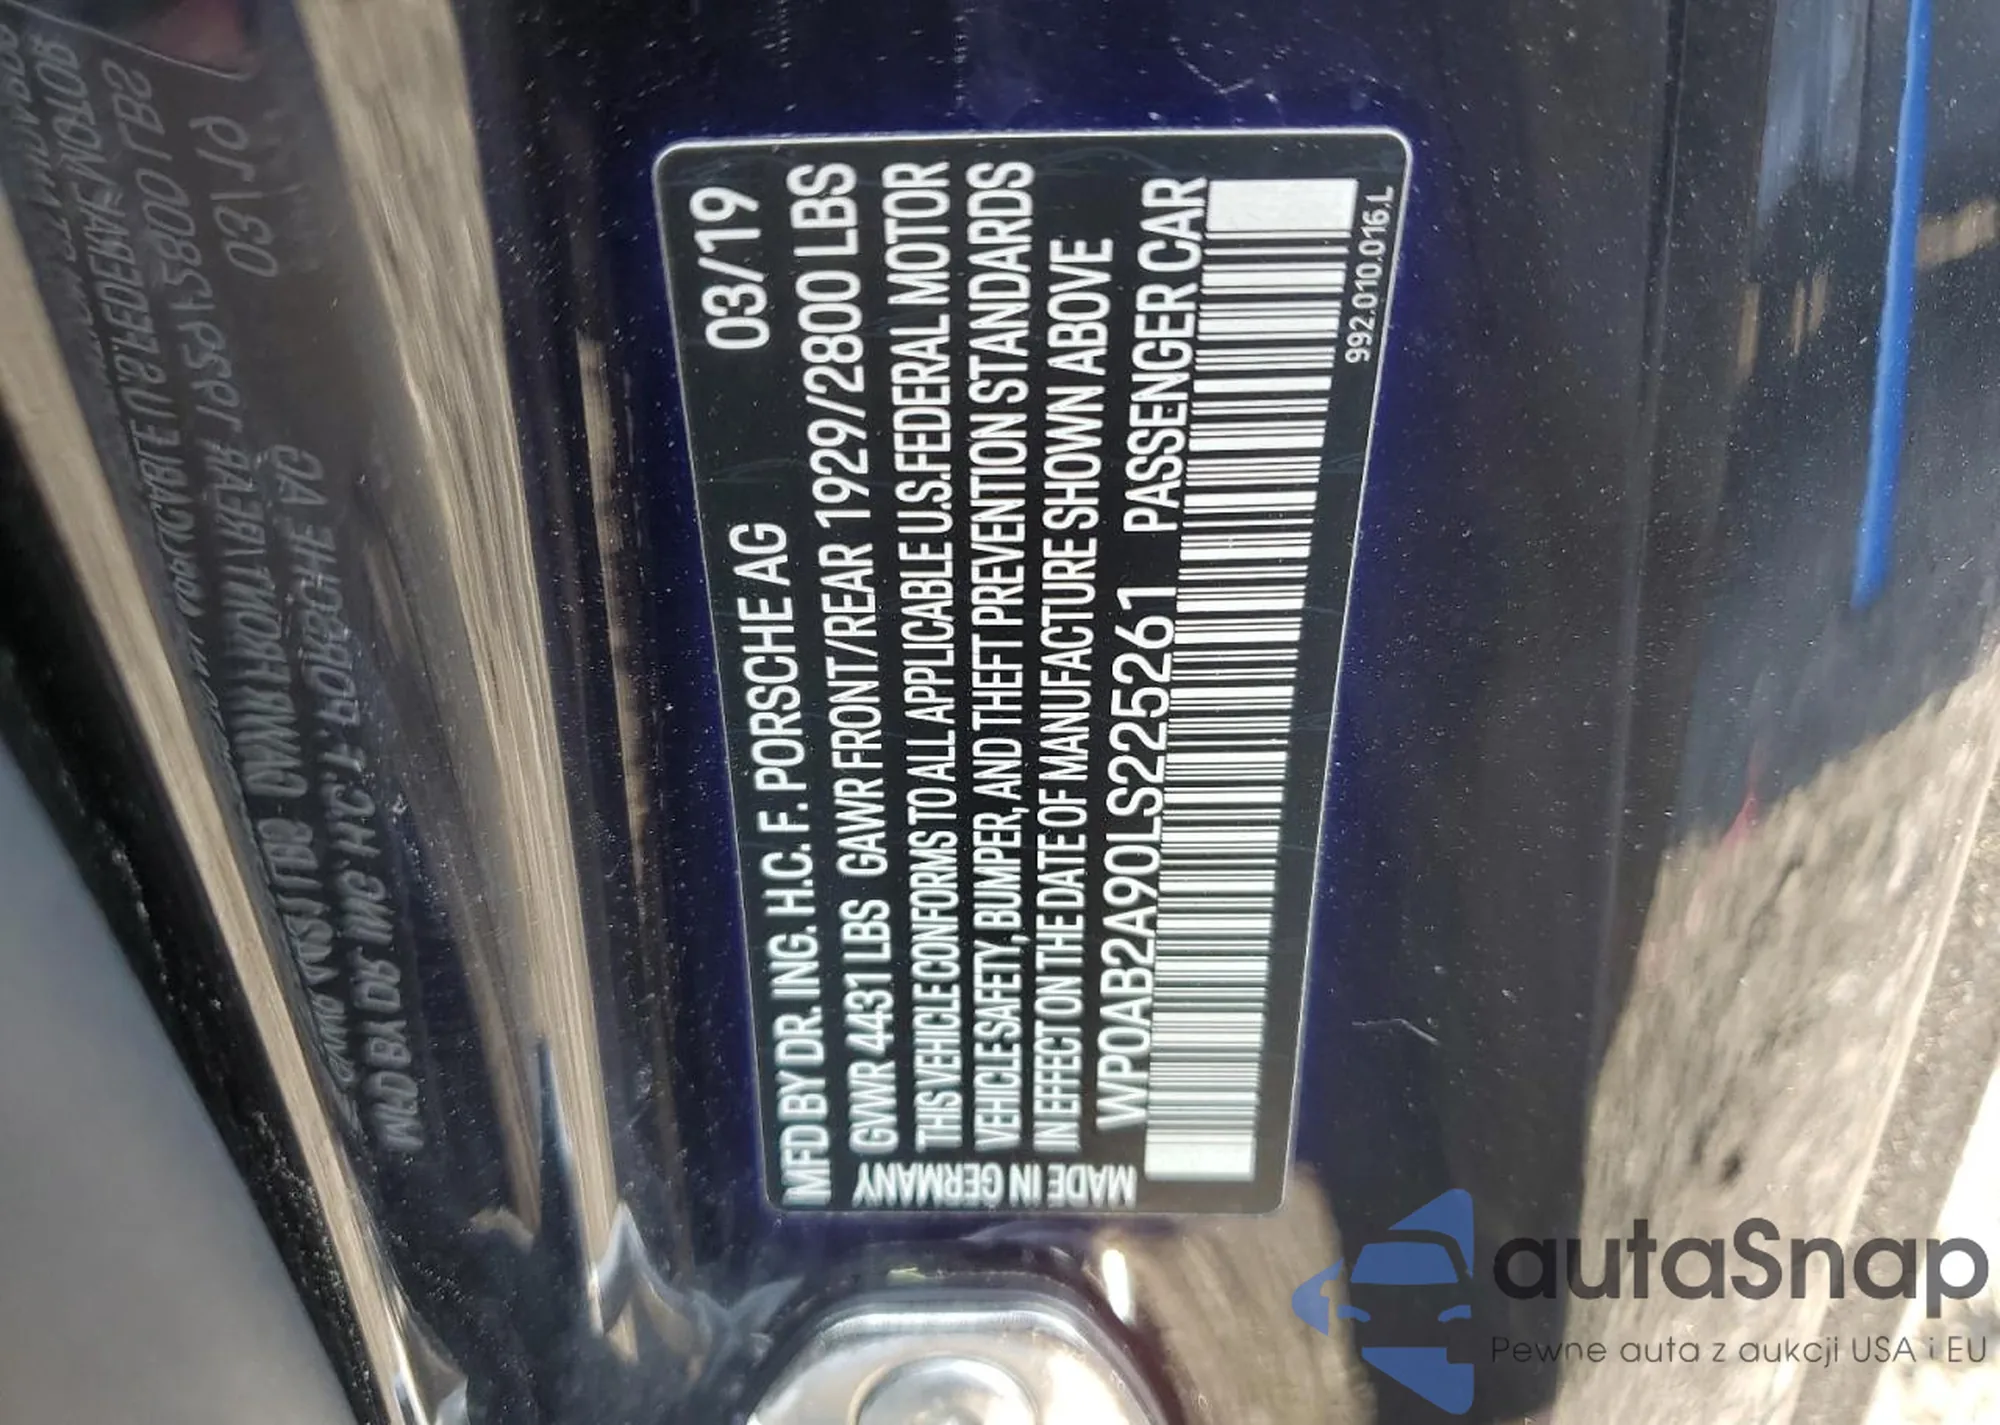 MFD BY DR. ING. H.C. F. PORSCHE AG 03/19
GVWR 4431 LBS GAWR FRONT/REAR 1929/2800 LBS
THIS VEHICLE CONFORMS TO ALL APPLICABLE U.S.FEDERAL MOTOR
VEHICLE SAFETY, BUMPER, AND THEFT PREVENTION STANDARDS
IN EFFECT ON THE DATE OF MANUFACTURE SHOWN ABOVE
WP0AB2A90LS225261 PASSENGER CAR
MADE IN GERMANY
992.010.016.L
autaSnap
Pewne auta z aukcji USA i EU